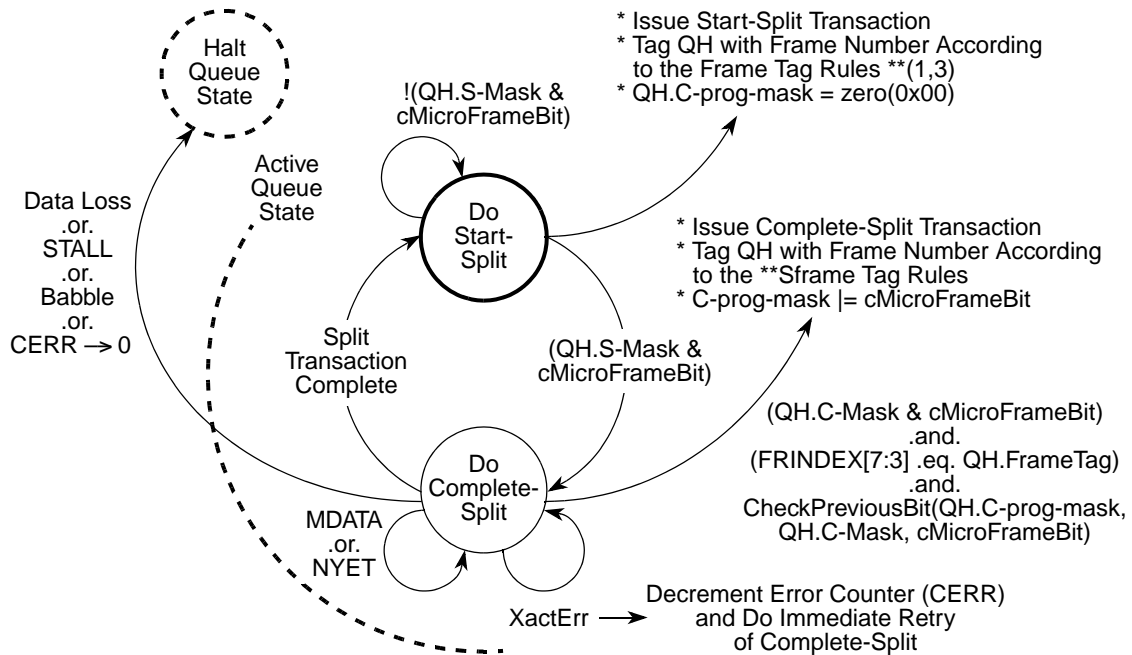 Halt
Queue
State
* Issue Start-Split Transaction
* Tag QH with Frame Number According
to the Frame Tag Rules **(1,3)
* QH.C-prog-mask = zero(0x00)
!(QH.S-Mask &
cMicroFrameBit)
Active
Queue
State
Data Loss
.or.
STALL
.or.
Babble
.or.
CERR → 0
Do
Start-
Split
* Issue Complete-Split Transaction
* Tag QH with Frame Number According
to the **Sframe Tag Rules
* C-prog-mask |= cMicroFrameBit
Split
Transaction
Complete
(QH.S-Mask &
cMicroFrameBit)
Do
Complete-
Split
(QH.C-Mask & cMicroFrameBit)
.and.
(FRINDEX[7:3] .eq. QH.FrameTag)
.and.
CheckPreviousBit(QH.C-prog-mask,
QH.C-Mask, cMicroFrameBit)
MDATA
.or.
NYET
XactErr → Decrement Error Counter (CERR)
and Do Immediate Retry
of Complete-Split